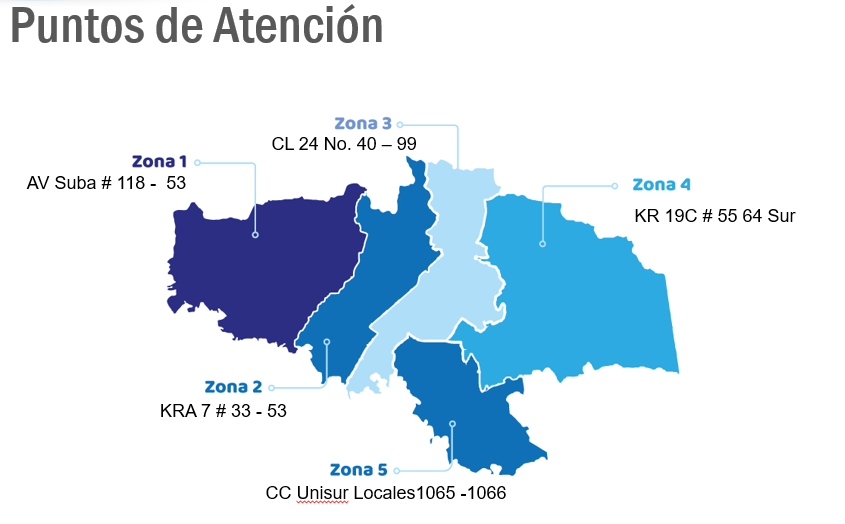 Puntos de Atención
Zona 3
CL 24 No. 40 – 99
Zona 1
AV Suba # 118 -  53
Zona 4
KR 19C # 55 64 Sur
Zona 2
KRA 7 # 33 - 53
Zona 5
CC Unisur Locales1065 -1066